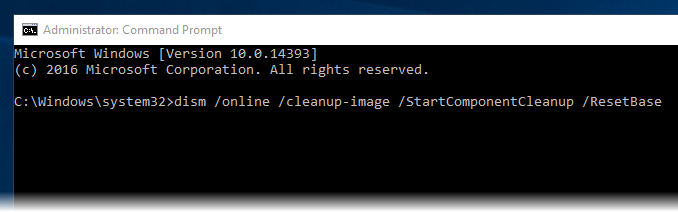 Administrator: Command Prompt
Microsoft Windows [Version 10.0.14393]
(c) 2016 Microsoft Corporation. All rights reserved.
C:\Windows\system32>dism /online /cleanup-image /StartComponentCleanup /ResetBase